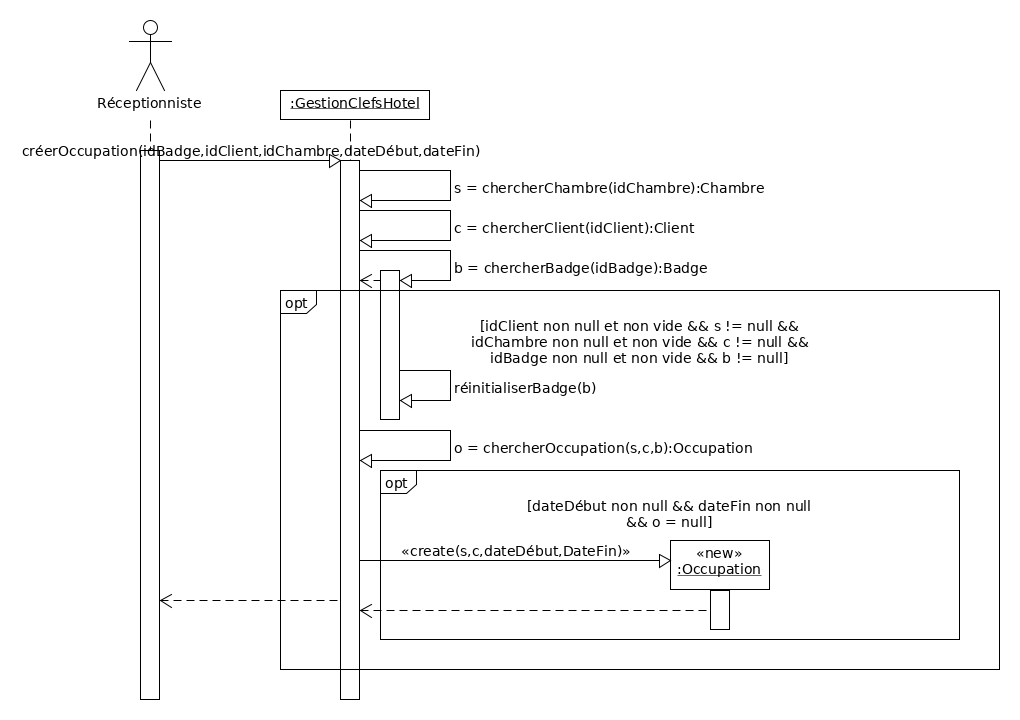 Réceptionniste
:GestionClefsHotel
créerOccupation(idBadge,idClient,idChambre,dateDébut,dateFin)
s = chercherChambre(idChambre):Chambre
c = chercherClient(idClient):Client
b = chercherBadge(idBadge):Badge
opt
[idClient non null et non vide && s != null &&
idChambre non null et non vide && c != null &&
idBadge non null et non vide && b != null]
réinitialiserBadge(b)
o = chercherOccupation(s,c,b):Occupation
opt
[dateDébut non null && dateFin non null
&& o = null]
«create(s,c,dateDébut,DateFin)»
«new»
:Occupation